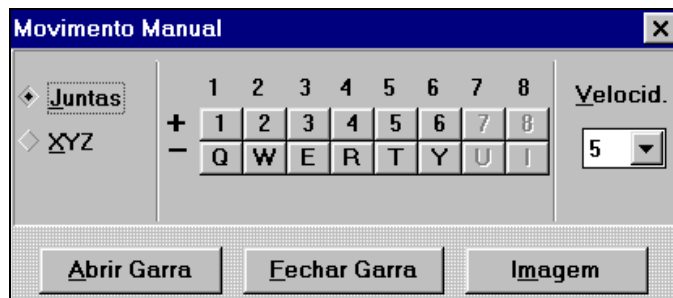 Movimento Manual
Juntas
XYZ
1 2 3 4 5 6 7 8
+ 1 2 3 4 5 6 7 8
− Q W E R T Y U I
Velocid.
5
Abrir Garra Fechar Garra Imagem